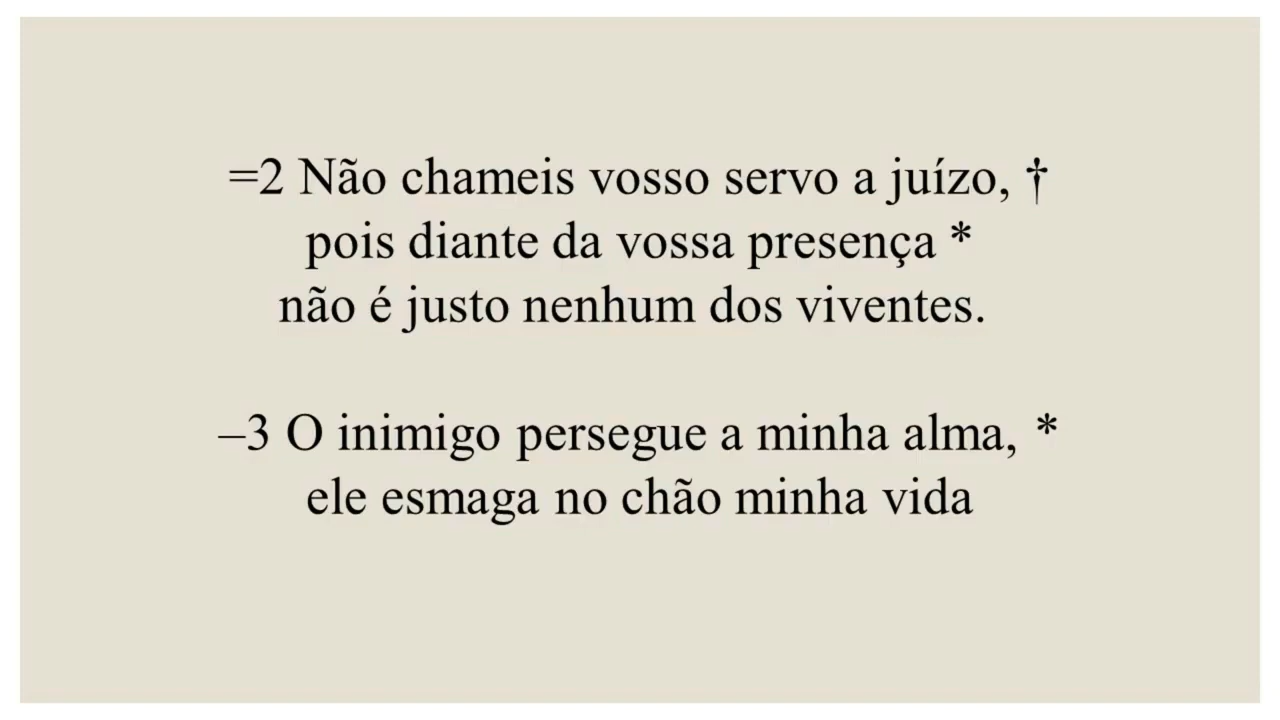 =2 Não chameis vosso servo a juízo, †
pois diante da vossa presença *
não é justo nenhum dos viventes.
–3 O inimigo persegue a minha alma, *
ele esmaga no chão minha vida